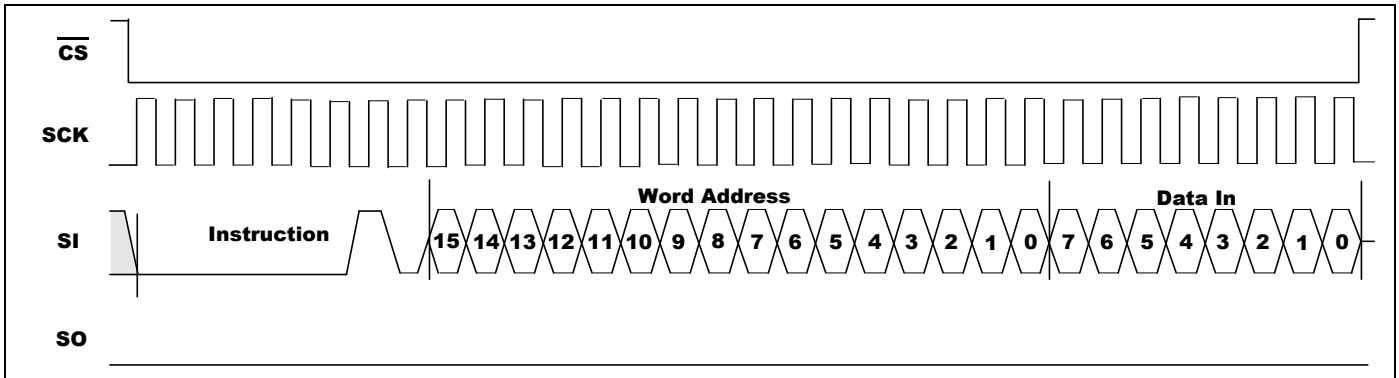 CS
SCK
Word Address
Data In
SI
Instruction
15 14 13 12 11 10 9 8 7 6 5 4 3 2 1 0 7 6 5 4 3 2 1 0
SO